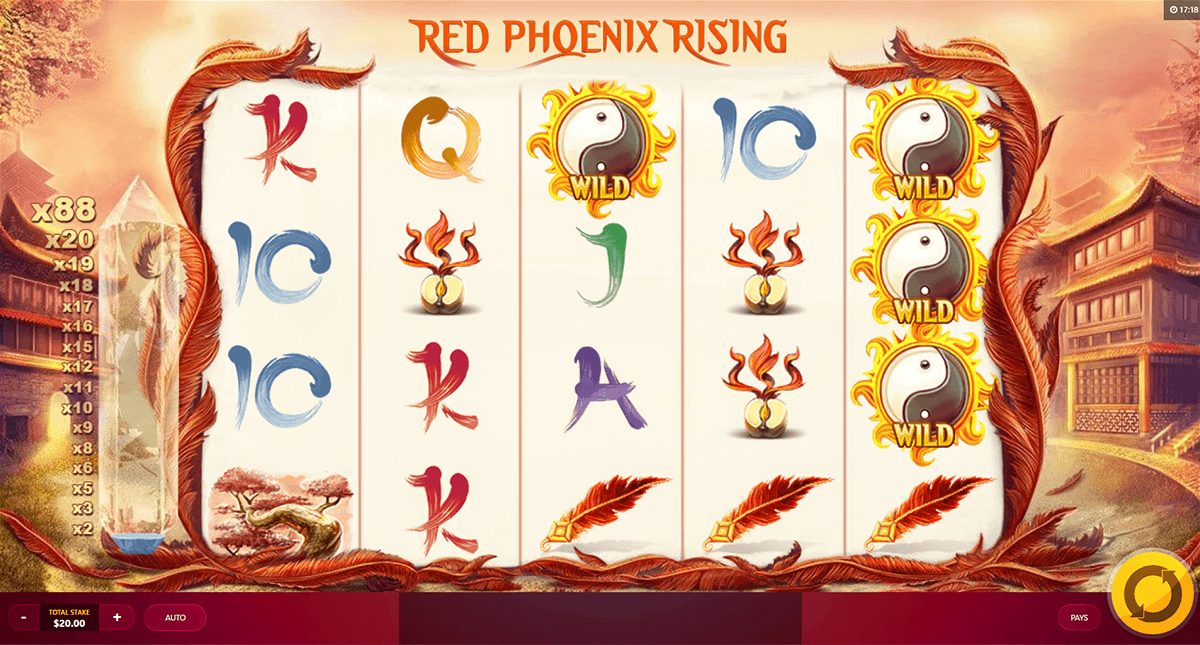 17:18
RED PHOENIX RISING
K Q WILD 10 WILD
10 J WILD
10 K A WILD
K
x88
x20
x19
x18
x17
x16
x15
x12
x11
x10
x9
x8
x6
x5
x3
x2
- TOTAL STAKE +
$20.00
AUTO
PAYS